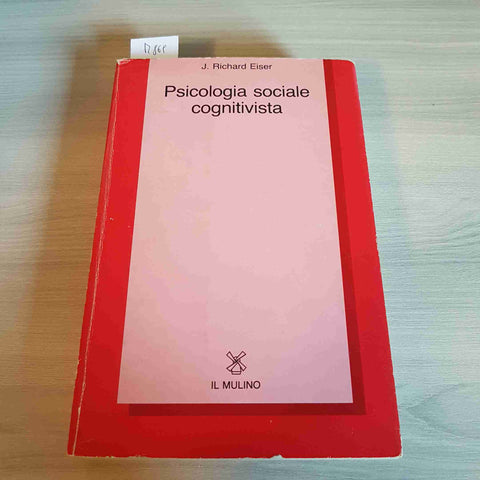 J. Richard Eiser
Psicologia sociale
cognitivista
IL MULINO